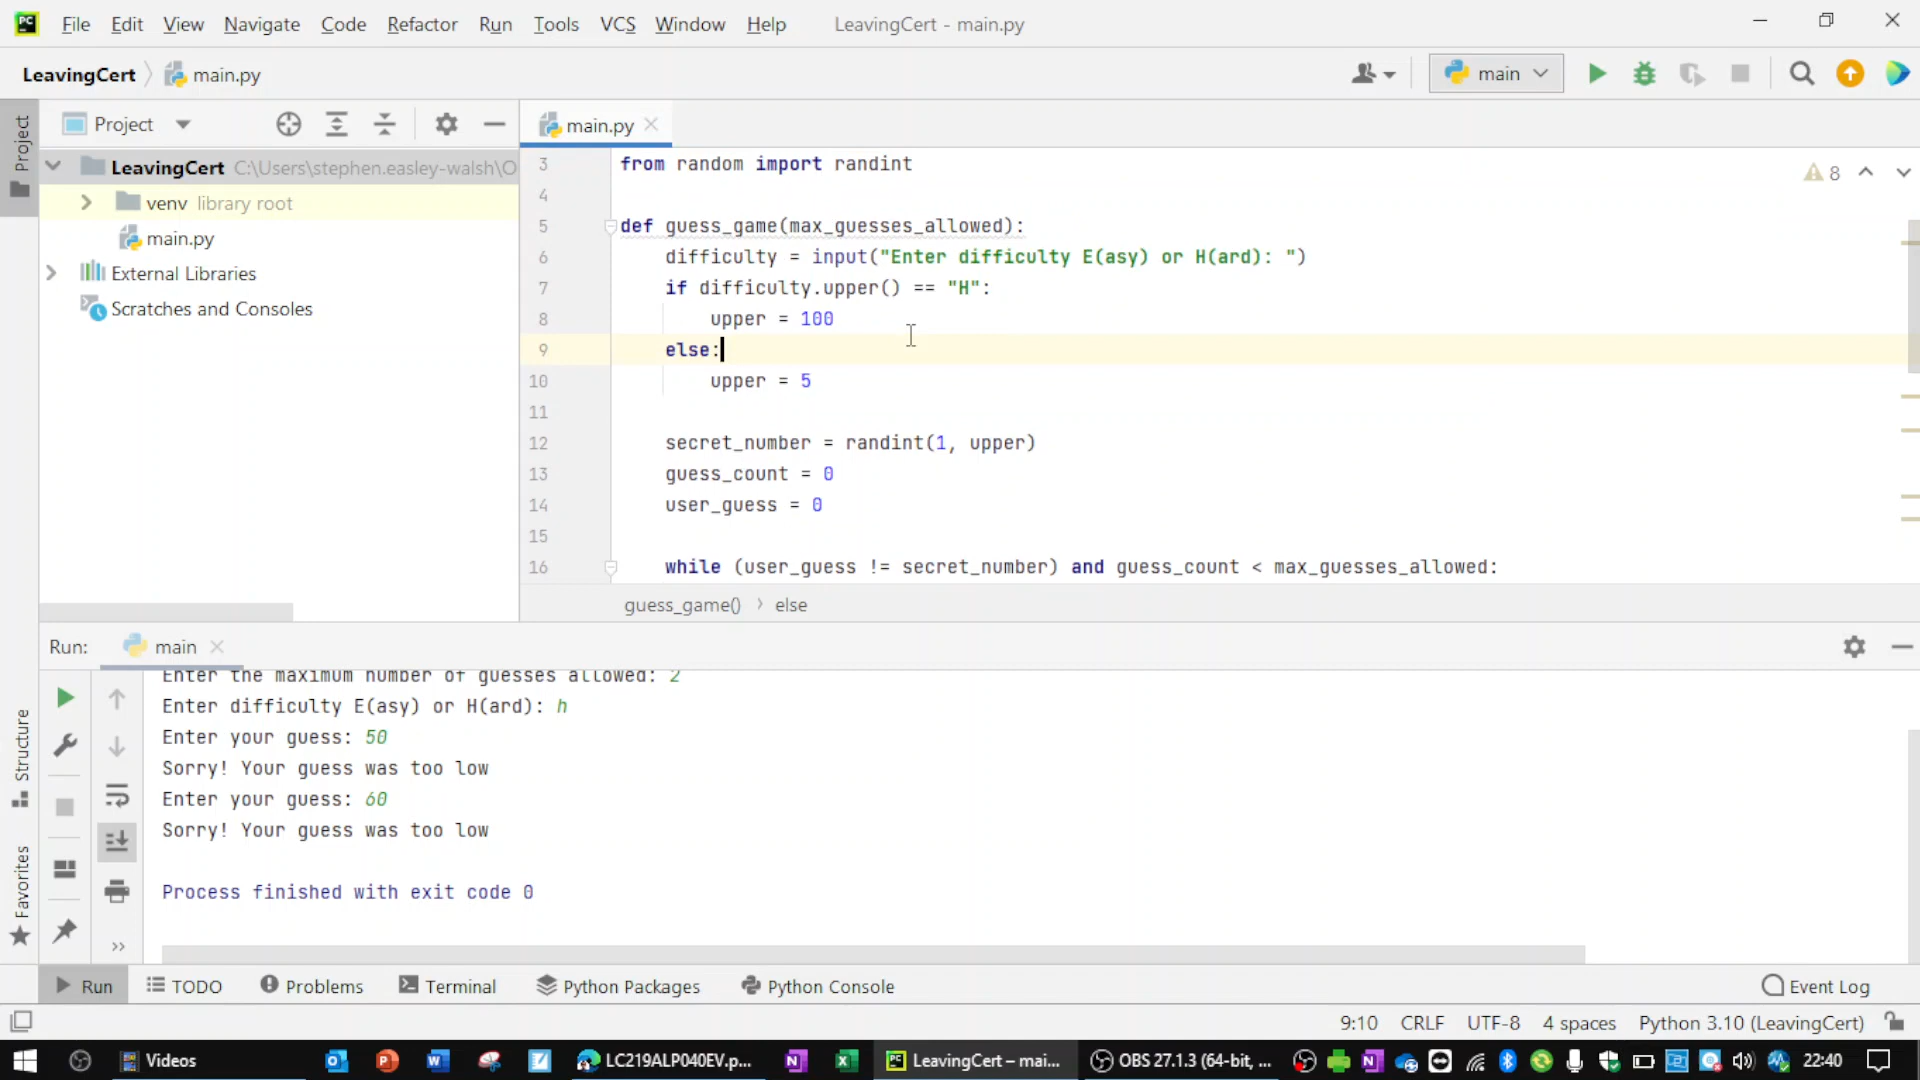 File Edit View Navigate Code Refactor Run Tools VCS Window Help LeavingCert - main.py
LeavingCert main.py main
Project
Project main.py
LeavingCert C:\Users\stephen.easley-walsh\O
venv library root
main.py
External Libraries
Scratches and Consoles
8
3 from random import randint
4
5 def guess_game(max_guesses_allowed):
6 difficulty = input("Enter difficulty E(asy) or H(ard): ")
7 if difficulty.upper() == "H":
8 upper = 100
9 else:
10 upper = 5
11
12 secret_number = randint(1, upper)
13 guess_count = 0
14 user_guess = 0
15
16 while (user_guess != secret_number) and guess_count < max_guesses_allowed:
guess_game() else
Run: main
Structure
Favorites
Enter the maximum number of guesses allowed: 2
Enter difficulty E(asy) or H(ard): h
Enter your guess: 50
Sorry! Your guess was too low
Enter your guess: 60
Sorry! Your guess was too low
Process finished with exit code 0
Run TODO Problems Terminal Python Packages Python Console Event Log
9:10 CRLF UTF-8 4 spaces Python 3.10 (LeavingCert)
Videos LC219ALP040EV.p... LeavingCert – mai... OBS 27.1.3 (64-bit, ... 22:40